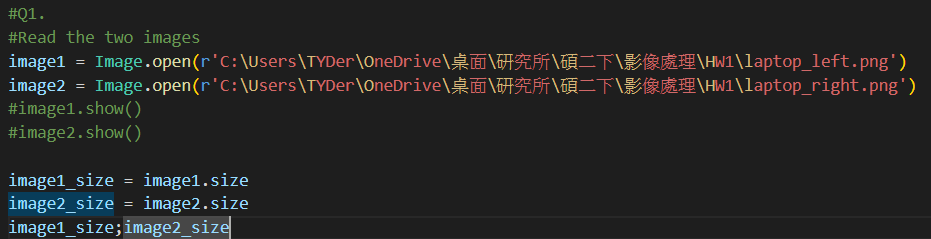 #Q1.
#Read the two images
image1 = Image.open(r'C:\Users\TYDer\OneDrive\桌面\研究所\碩二下\影像處理\HW1\laptop_left.png')
image2 = Image.open(r'C:\Users\TYDer\OneDrive\桌面\研究所\碩二下\影像處理\HW1\laptop_right.png')
#image1.show()
#image2.show()
image1_size = image1.size
image2_size = image2.size
image1_size;image2_size